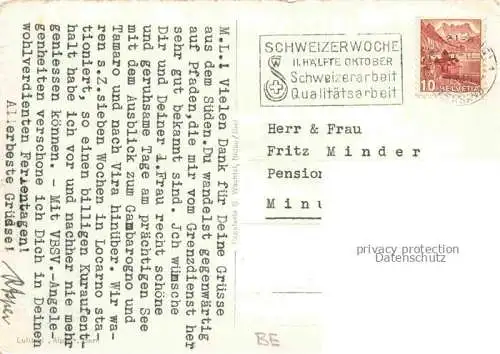 M.L.! Vielen Dank für Deine Grüsse
aus dem Süden. Du wandelst gegenwärtig
auf Pfaden, die mir vom Grenzdienst her
sehr gut bekannt sind. Jch wünsche
Dir und Deiner l.Frau recht schöne
und geruhsame Tage am prächtigen See
mit dem Ausblick zum Gambarogno und
Tamaro und nach Vira hinüber. Wir wa-
ren s.Z.sieben Wochen in Locarno sta-
tioniert, so einen billigen Kuraufent-
halt habe ich vor und nachher nie mehr
geniessen können. - Mit VBSV.-Angele-
genheiten verschone ich Dich in Deinen
wohlverdienten Ferientagen!
Allerbeste Grüsse!
SCHWEIZERWOCHE
II. HÄLFTE OKTOBER
Schweizerarbeit
Qualitätsarbeit
10 HELVETIA
Herr & Frau
Fritz Minder
Pension
Minu
privacy protection
Datenschutz
BE